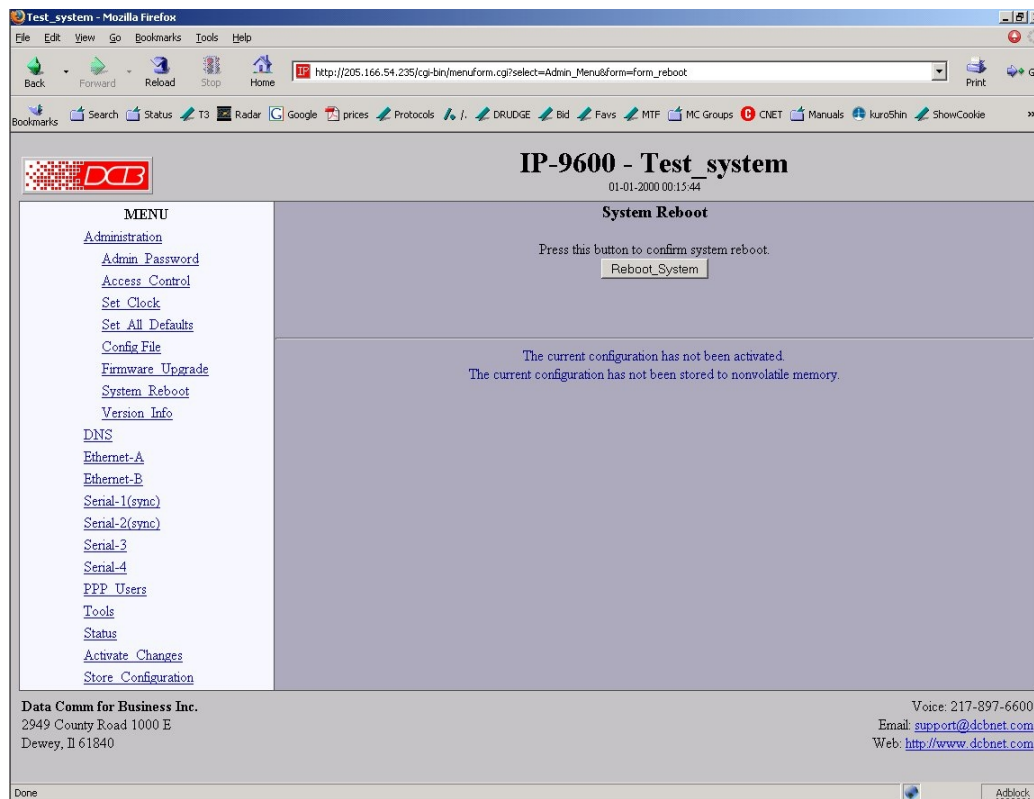 Test_system - Mozilla Firefox
File Edit View Go Bookmarks Tools Help
Back Forward Reload Stop Home
http://205.166.54.235/cgi-bin/menuform.cgi?select=Admin_Menu&form=form_reboot
Print G
Bookmarks Search Status T3 Radar Google prices Protocols /. DRUDGE Bid Favs MTF MC Groups CNET Manuals kuro5hin ShowCookie »
DCB
IP-9600 - Test_system
01-01-2000 00:15:44
MENU
Administration
Admin Password
Access Control
Set Clock
Set All Defaults
Config File
Firmware Upgrade
System Reboot
Version Info
DNS
Ethernet-A
Ethernet-B
Serial-1(sync)
Serial-2(sync)
Serial-3
Serial-4
PPP Users
Tools
Status
Activate Changes
Store Configuration
System Reboot
Press this button to confirm system reboot.
Reboot_System
The current configuration has not been activated.
The current configuration has not been stored to nonvolatile memory.
Data Comm for Business Inc.
2949 County Road 1000 E
Dewey, Il 61840
Voice: 217-897-6600
Email: support@dcbnet.com
Web: http://www.dcbnet.com
Done
Adblock